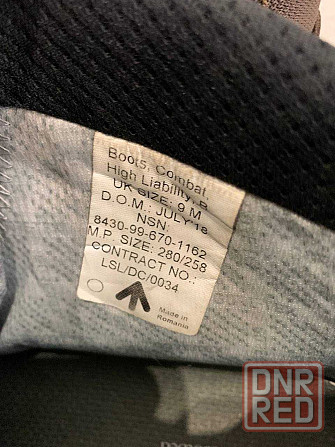 Boots, Combat
High Liability, B
UK SIZE: 9 M
D.O.M.: JULY 18
NSN:
8430-99-670-1162
M.P. SIZE: 280/258
CONTRACT NO.:
LSL/DC/0034
Made in
Romania
DNR
RED